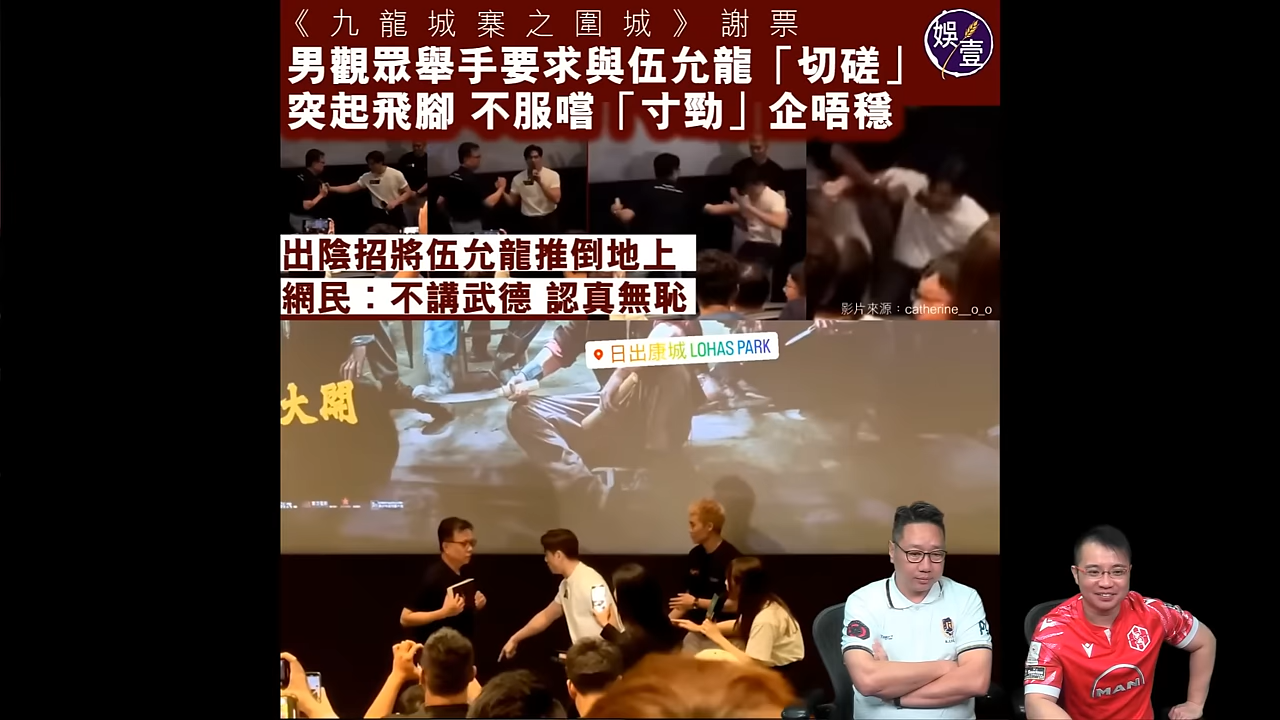 《九龍城寨之圍城》謝票
娛壹
男觀眾舉手要求與伍允龍「切磋」
突起飛腳 不服嚐「寸勁」企唔穩
出陰招將伍允龍推倒地上
網民：不講武德 認真無恥
影片來源：catherine__o_o
日出康城 LOHAS PARK
大開
MAN